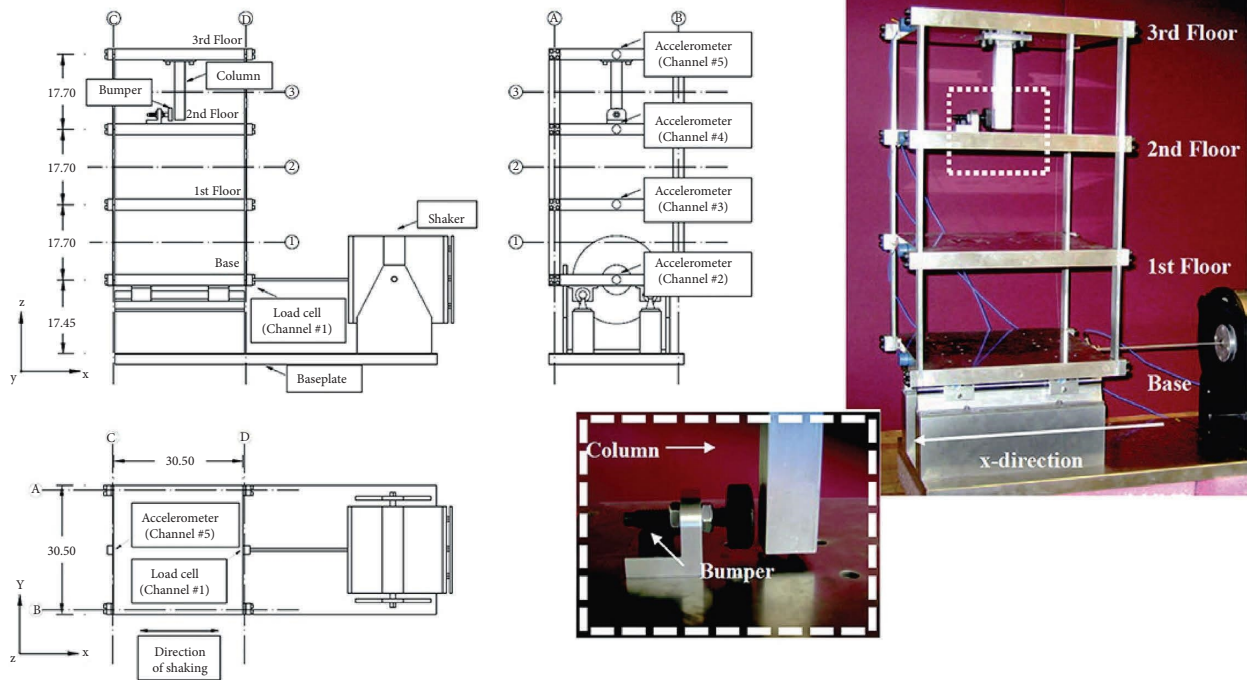 C
D
3rd Floor
Column
Bumper
17.70
3
2nd Floor
17.70
2
1st Floor
Shaker
17.70
1
Base
z
17.45
Load cell
(Channel #1)
y
x
Baseplate
A
B
Accelerometer
(Channel #5)
3
Accelerometer
(Channel #4)
2
Accelerometer
(Channel #3)
1
Accelerometer
(Channel #2)
3rd Floor
2nd Floor
1st Floor
Base
x-direction
C
D
30.50
A
Accelerometer
(Channel #5)
30.50
Load cell
(Channel #1)
Y
B
z
x
Direction
of shaking
Column
Bumper